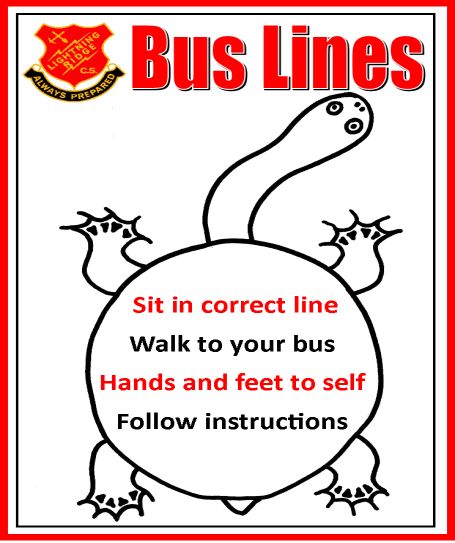 LIGHTNING
RIDGE
C.S.
ALWAYS PREPARED
Bus Lines
Sit in correct line
Walk to your bus
Hands and feet to self
Follow instructions